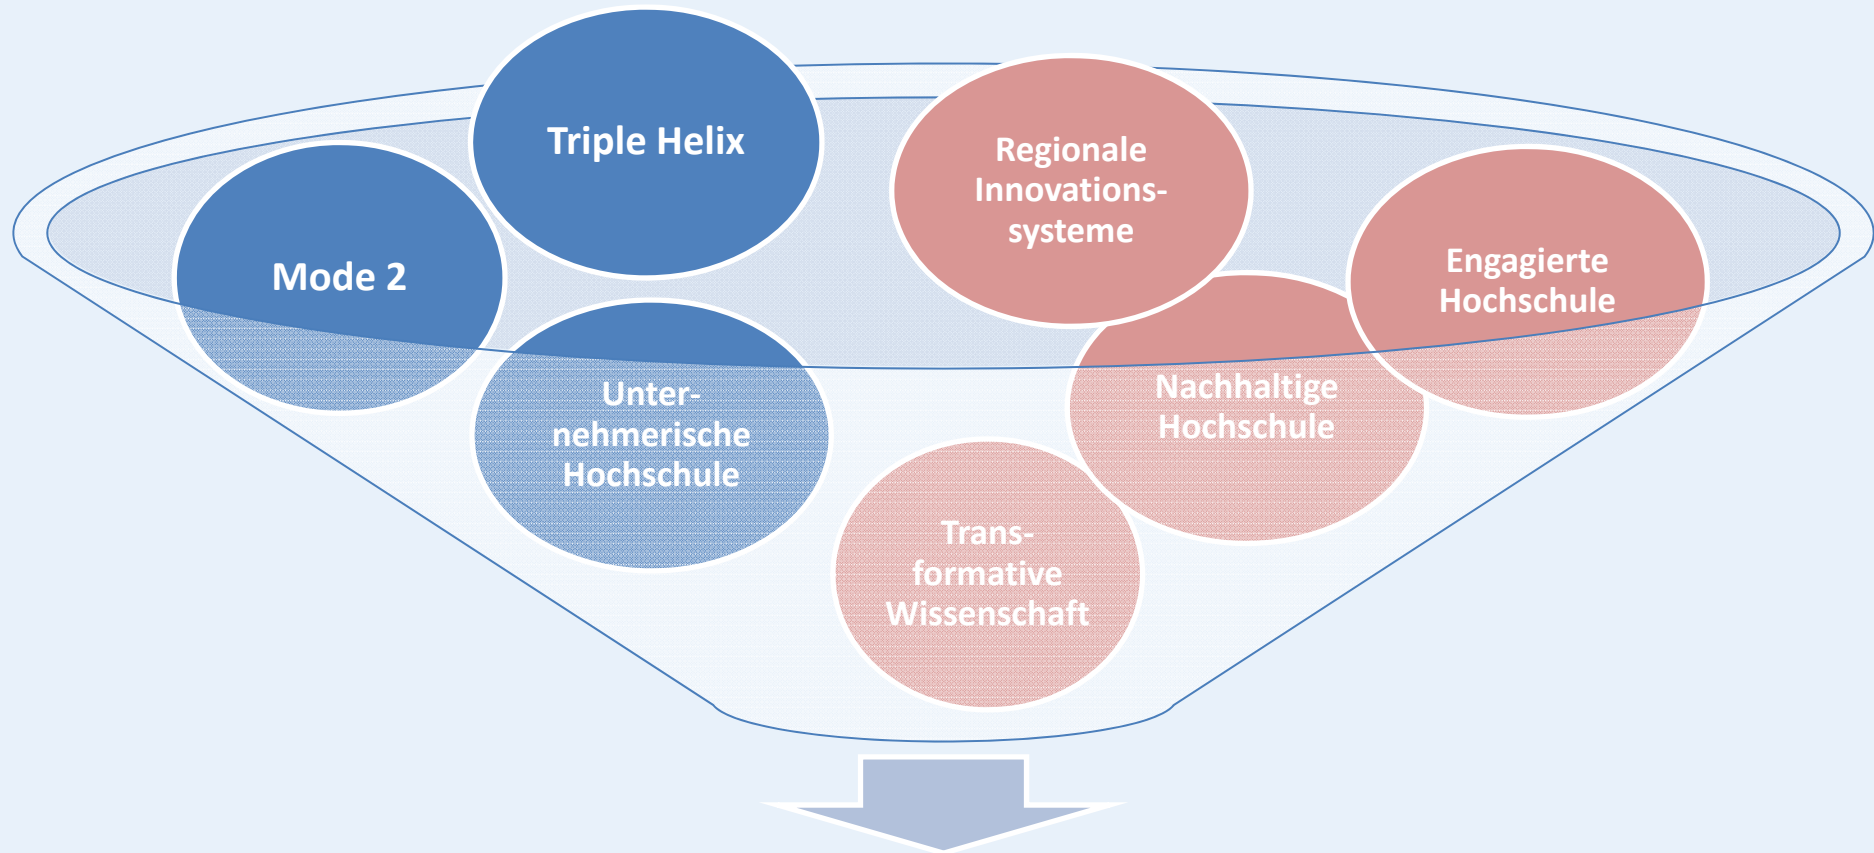 Triple Helix
Regionale
Innovations-
systeme
Mode 2
Engagierte
Hochschule
Unter-
nehmerische
Hochschule
Nachhaltige
Hochschule
Trans-
formative
Wissenschaft